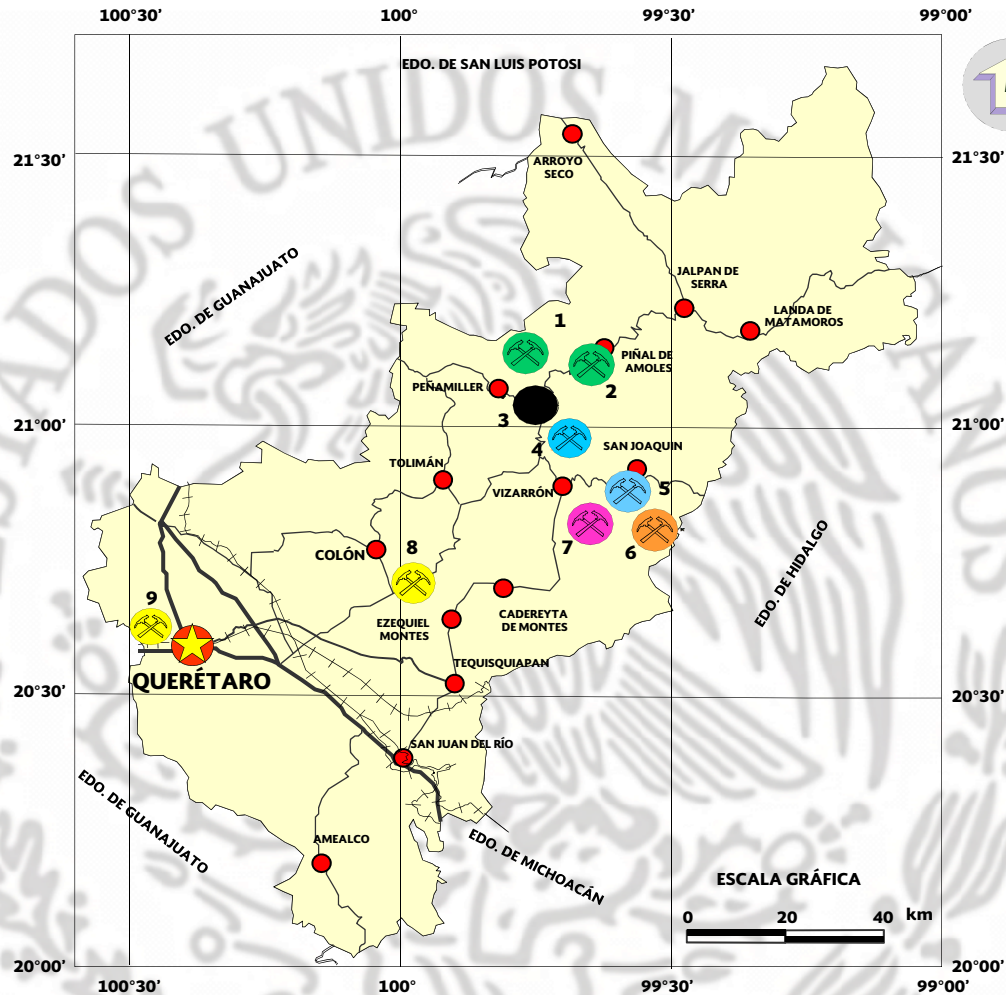 100°30’ 100° 99°30’ 99°00’
EDO. DE SAN LUIS POTOSI
21°30’ 21°30’
ARROYO
SECO
EDO. DE GUANAJUATO
JALPAN DE
SERRA
LANDA DE
MATAMOROS
1
PIÑAL DE
AMOLES
PEÑAMILLER
2
3
21°00’ 21°00’
4
SAN JOAQUIN
TOLIMÁN
VIZARRÓN
5
7
6
COLÓN
8
EDO. DE HIDALGO
9
EZEQUIEL
MONTES
CADEREYTA
DE MONTES
TEQUISQUIAPAN
QUERÉTARO
20°30’ 20°30’
SAN JUAN DEL RÍO
EDO. DE GUANAJUATO
AMEALCO
EDO. DE MICHOACÁN
ESCALA GRÁFICA
0 20 40 km
20°00’ 20°00’
100°30’ 100° 99°30’ 99°00’